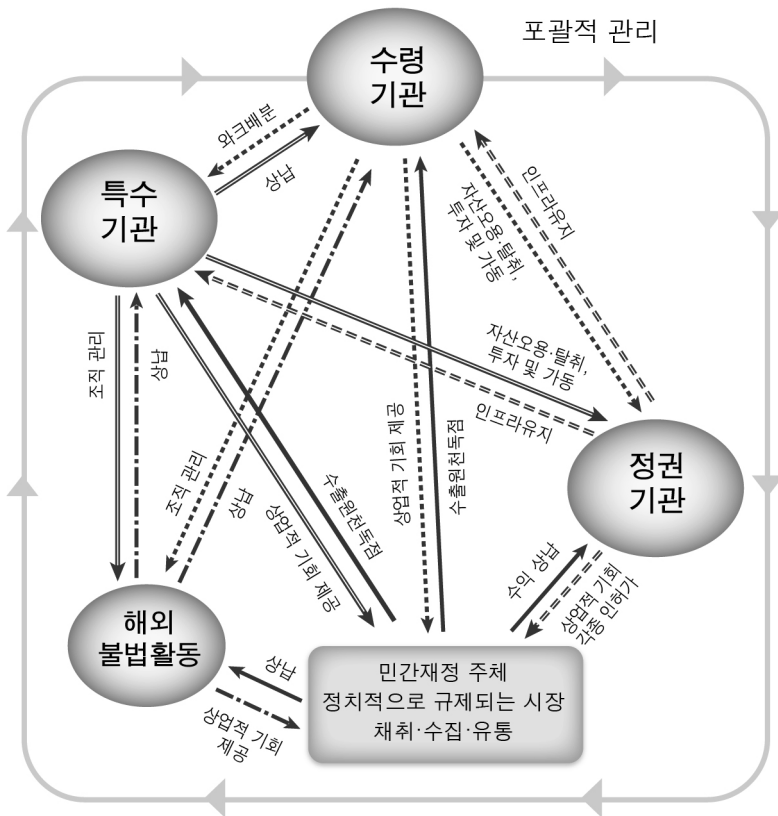 포괄적 관리
수령
기관
와크배분
상납
특수
기관
인프라유지
자산오용·탈취,
투자 및 가동
자산오용·탈취,
투자 및 가동
인프라유지
조직 관리
상납
조직 관리
상납
상업적 기회 제공
수출원천독점
수출원천독점
상업적 기회 제공
정권
기관
수익 상납
상업적 기회
각종 인허가
해외
불법활동
상납
상업적 기회
제공
민간재정 주체
정치적으로 규제되는 시장
채취·수집·유통